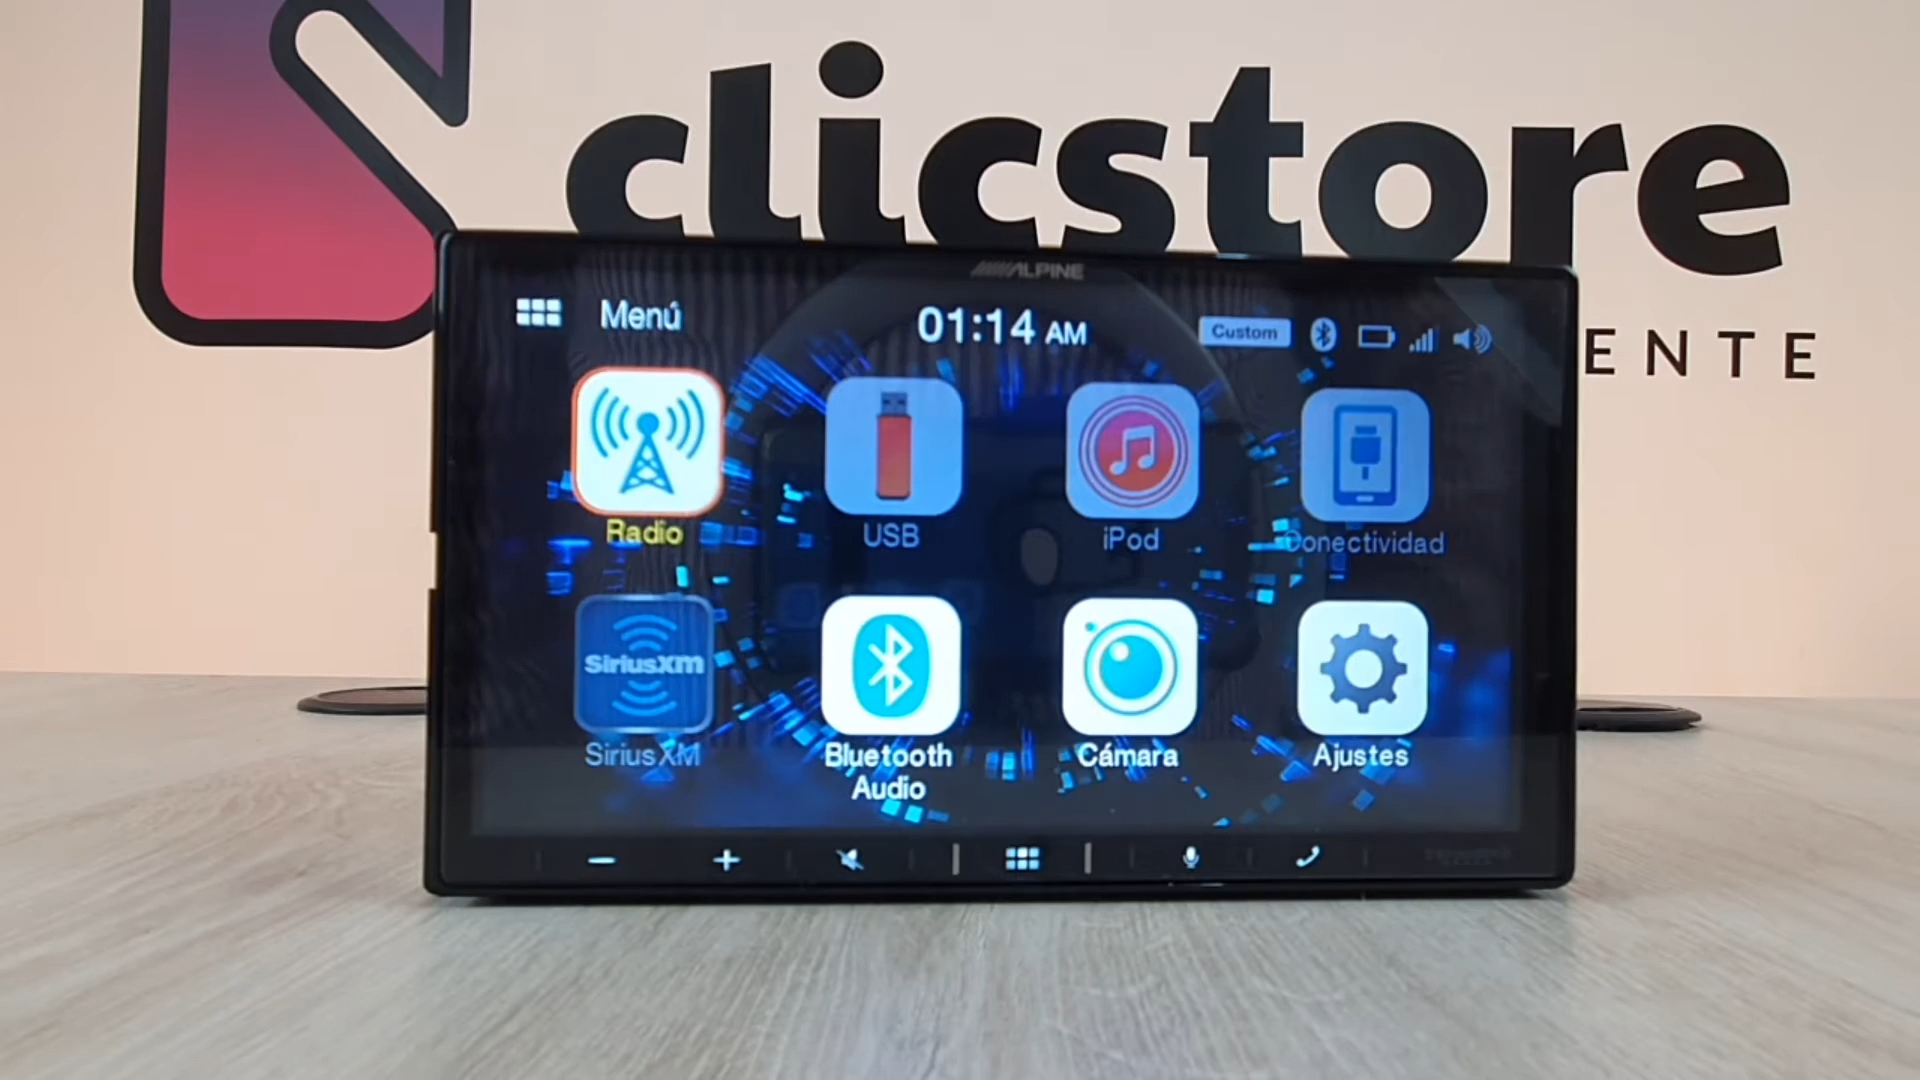 clicstore
ENTE
ALPINE
Menú
01:14 AM
Custom
Radio
USB
iPod
Conectividad
SiriusXm
SiriusXM
Bluetooth
Audio
Cámara
Ajustes